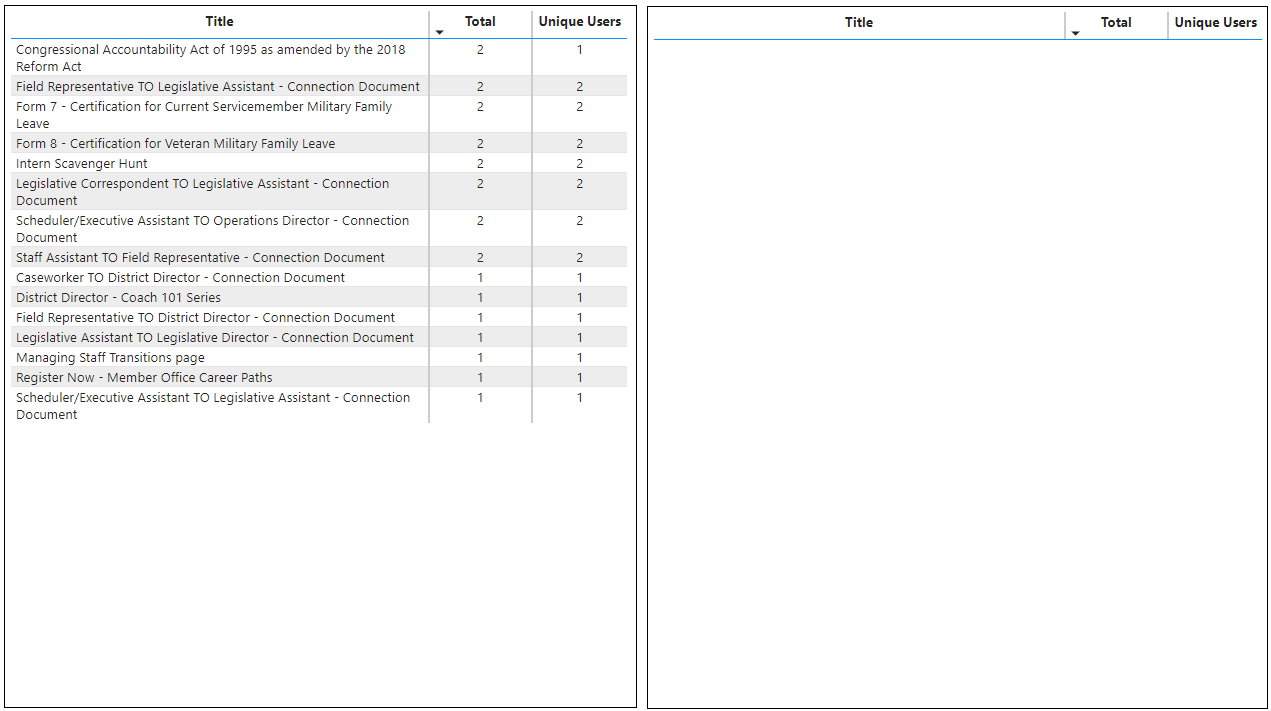 Title Total Unique Users
Congressional Accountability Act of 1995 as amended by the 2018 2 1
Reform Act
Field Representative TO Legislative Assistant - Connection Document 2 2
Form 7 - Certification for Current Servicemember Military Family 2 2
Leave
Form 8 - Certification for Veteran Military Family Leave 2 2
Intern Scavenger Hunt 2 2
Legislative Correspondent TO Legislative Assistant - Connection 2 2
Document
Scheduler/Executive Assistant TO Operations Director - Connection 2 2
Document
Staff Assistant TO Field Representative - Connection Document 2 2
Caseworker TO District Director - Connection Document 1 1
District Director - Coach 101 Series 1 1
Field Representative TO District Director - Connection Document 1 1
Legislative Assistant TO Legislative Director - Connection Document 1 1
Managing Staff Transitions page 1 1
Register Now - Member Office Career Paths 1 1
Scheduler/Executive Assistant TO Legislative Assistant - Connection 1 1
Document
Title Total Unique Users